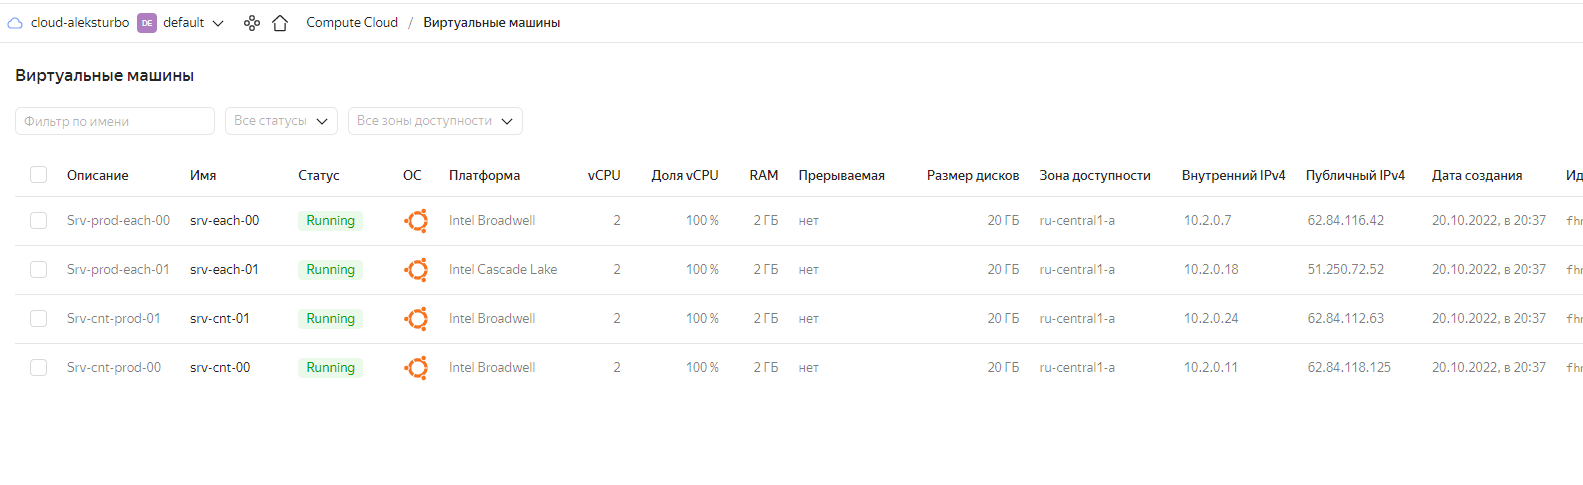 cloud-aleksturbo DE default Compute Cloud / Виртуальные машины
Виртуальные машины
Фильтр по имени Все статусы Все зоны доступности
Описание Имя Статус ОС Платформа vCPU Доля vCPU RAM Прерываемая Размер дисков Зона доступности Внутренний IPv4 Публичный IPv4 Дата создания Ид
Srv-prod-each-00 srv-each-00 Running Intel Broadwell 2 100 % 2 ГБ нет 20 ГБ ru-central1-a 10.2.0.7 62.84.116.42 20.10.2022, в 20:37 fhr
Srv-prod-each-01 srv-each-01 Running Intel Cascade Lake 2 100 % 2 ГБ нет 20 ГБ ru-central1-a 10.2.0.18 51.250.72.52 20.10.2022, в 20:37 fhr
Srv-cnt-prod-01 srv-cnt-01 Running Intel Broadwell 2 100 % 2 ГБ нет 20 ГБ ru-central1-a 10.2.0.24 62.84.112.63 20.10.2022, в 20:37 fhr
Srv-cnt-prod-00 srv-cnt-00 Running Intel Broadwell 2 100 % 2 ГБ нет 20 ГБ ru-central1-a 10.2.0.11 62.84.118.125 20.10.2022, в 20:37 fhr